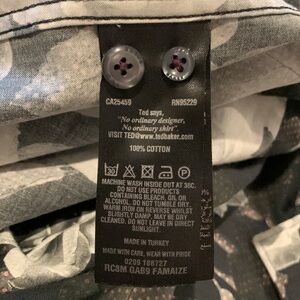 CA25459 RN95229
Ted says,
"No ordinary designer,
No ordinary shirt".
VISIT TED@www.tedbaker.com
100% COTTON
MACHINE WASH INSIDE OUT AT 30C.
DO NOT USE PRODUCTS
CONTAINING BLEACH, OIL, OR
ALCOHOL. DO NOT TUMBLE DRY.
WARM IRON ON REVERSE WHILST
SLIGHTLY DAMP, MAY BE DRY
CLEANED. DO NOT LEAVE IN DIRECT
SUNLIGHT.
MADE IN TURKEY
MADE WITH CARE, WEAR WITH PRIDE
0209 188727
RC8M GAB9 FAMAIZE